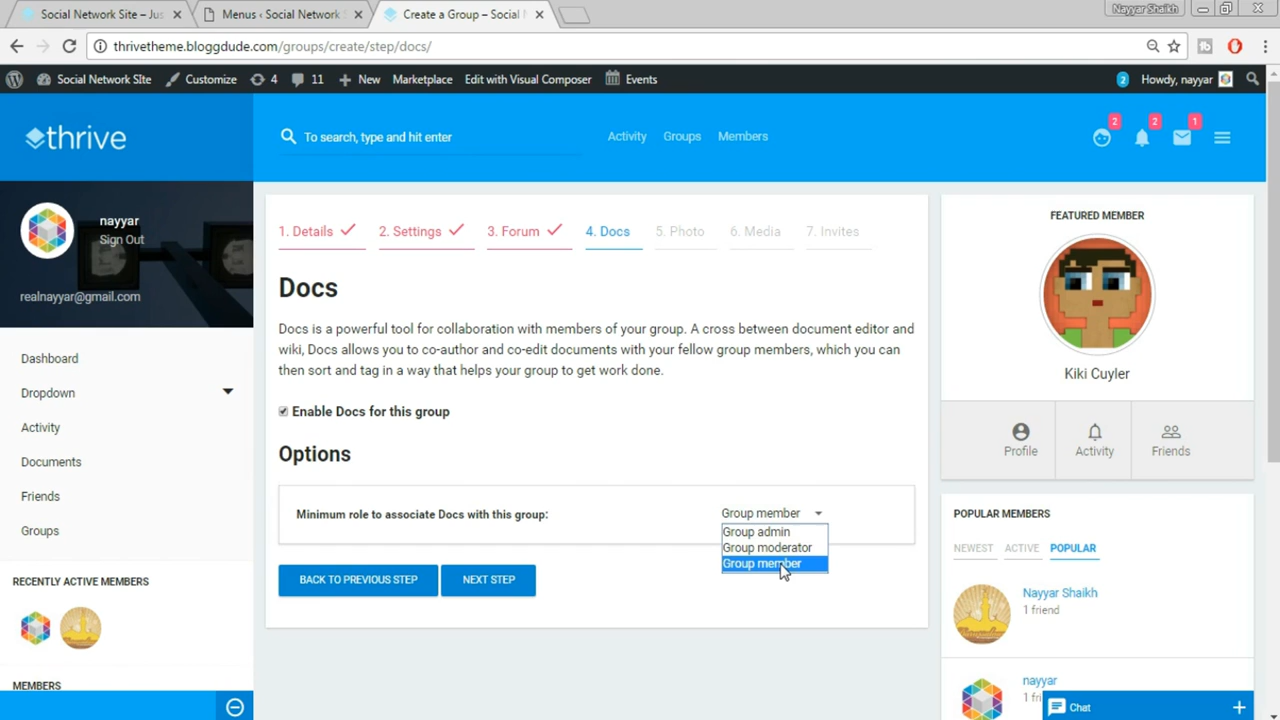 Social Network Site – Jus
Menus ‹ Social Network
Create a Group – Social
Nayyar Shaikh
thrivetheme.bloggdude.com/groups/create/step/docs/
Social Network SIte
Customize
4
11
New
Marketplace
Edit with Visual Composer
Events
2
Howdy, nayyar
thrive
To search, type and hit enter
Activity
Groups
Members
2
2
1
nayyar
Sign Out
realnayyar@gmail.com
Dashboard
Dropdown
Activity
Documents
Friends
Groups
RECENTLY ACTIVE MEMBERS
MEMBERS
1. Details
2. Settings
3. Forum
4. Docs
5. Photo
6. Media
7. Invites
Docs
Docs is a powerful tool for collaboration with members of your group. A cross between document editor and
wiki, Docs allows you to co-author and co-edit documents with your fellow group members, which you can
then sort and tag in a way that helps your group to get work done.
Enable Docs for this group
Options
Minimum role to associate Docs with this group:
Group member
Group admin
Group moderator
Group member
BACK TO PREVIOUS STEP
NEXT STEP
FEATURED MEMBER
Kiki Cuyler
Profile
Activity
Friends
POPULAR MEMBERS
NEWEST
ACTIVE
POPULAR
Nayyar Shaikh
1 friend
nayyar
Chat